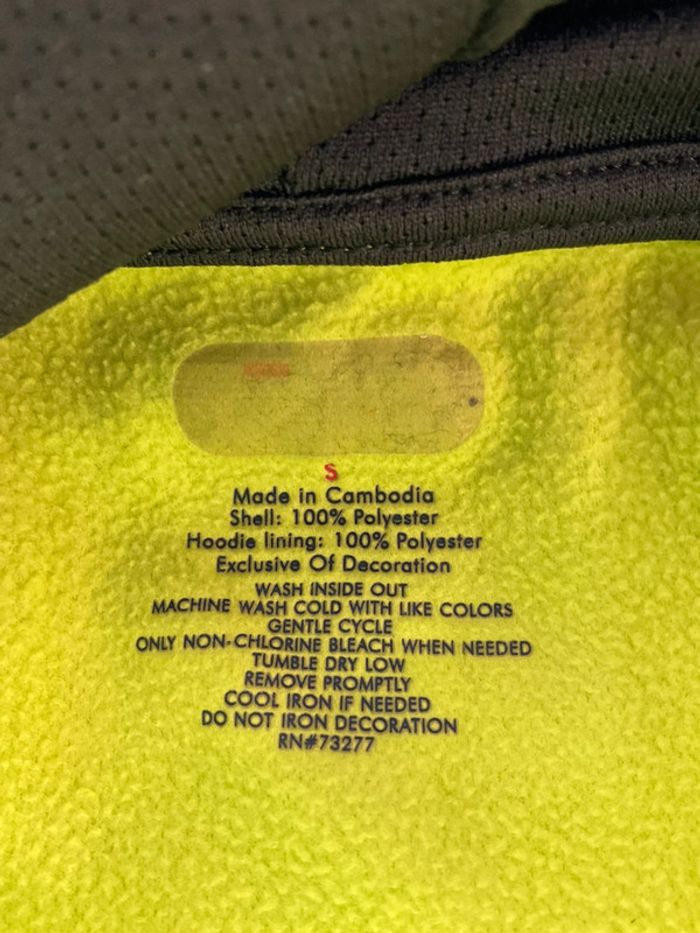 S
Made in Cambodia
Shell: 100% Polyester
Hoodie lining: 100% Polyester
Exclusive Of Decoration
WASH INSIDE OUT
MACHINE WASH COLD WITH LIKE COLORS
GENTLE CYCLE
ONLY NON-CHLORINE BLEACH WHEN NEEDED
TUMBLE DRY LOW
REMOVE PROMPTLY
COOL IRON IF NEEDED
DO NOT IRON DECORATION
RN#73277